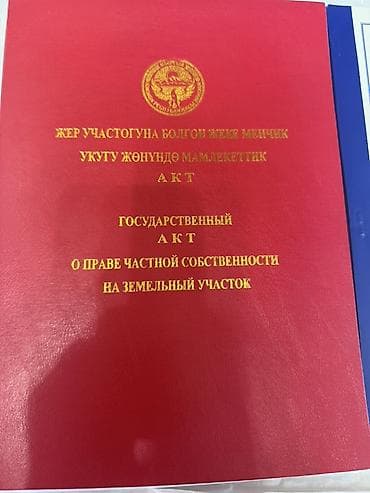 ЖЕР УЧАСТОГУНА БОЛГОН ЖЕКЕ МЕНЧИК
УКУГУ ЖӨНҮНДӨ МАМЛЕКЕТТИК
АКТ
ГОСУДАРСТВЕННЫЙ
АКТ
О ПРАВЕ ЧАСТНОЙ СОБСТВЕННОСТИ
НА ЗЕМЕЛЬНЫЙ УЧАСТОК